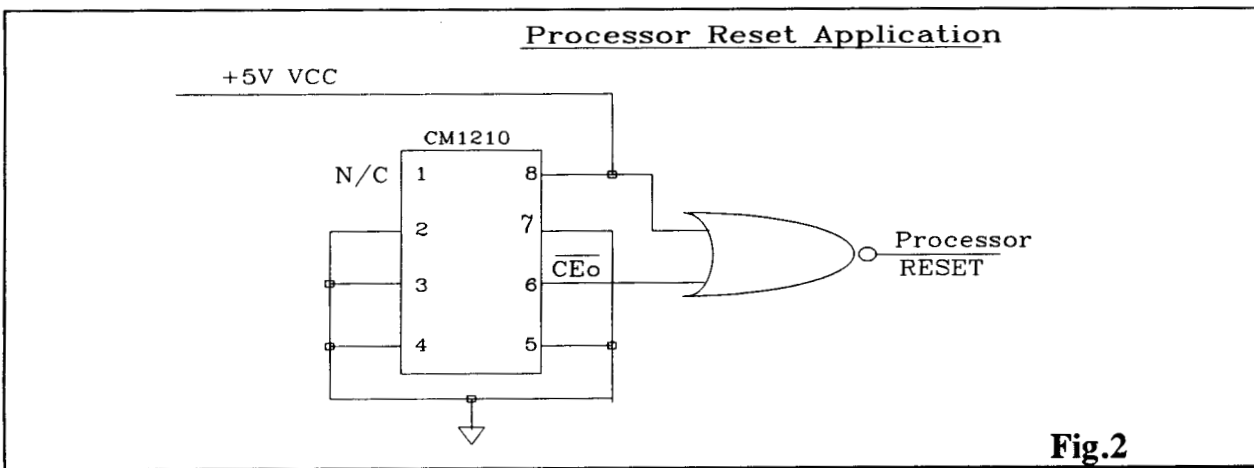 Processor Reset Application
+5V VCC
CM1210
N/C 1 8
2 7
CEo
3 6
4 5
Processor
RESET
Fig.2